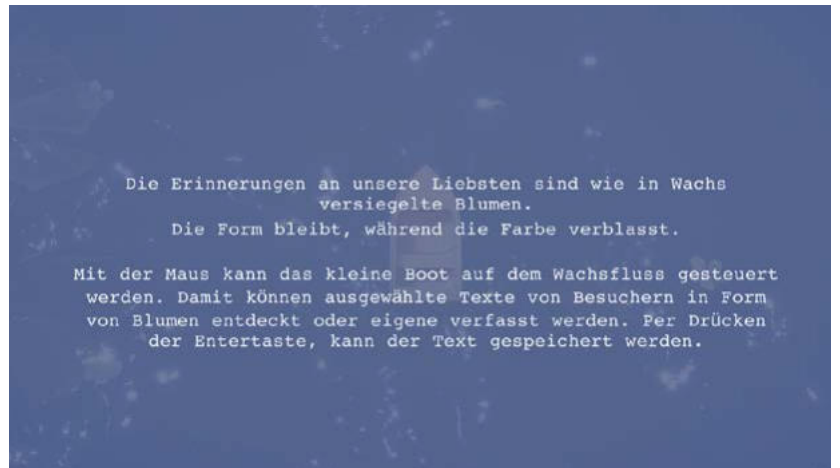 Die Erinnerungen an unsere Liebsten sind wie in Wachs
versiegelte Blumen.
Die Form bleibt, während die Farbe verblasst.
Mit der Maus kann das kleine Boot auf dem Wachsfluss gesteuert
werden. Damit können ausgewählte Texte von Besuchern in Form
von Blumen entdeckt oder eigene verfasst werden. Per Drücken
der Entertaste, kann der Text gespeichert werden.